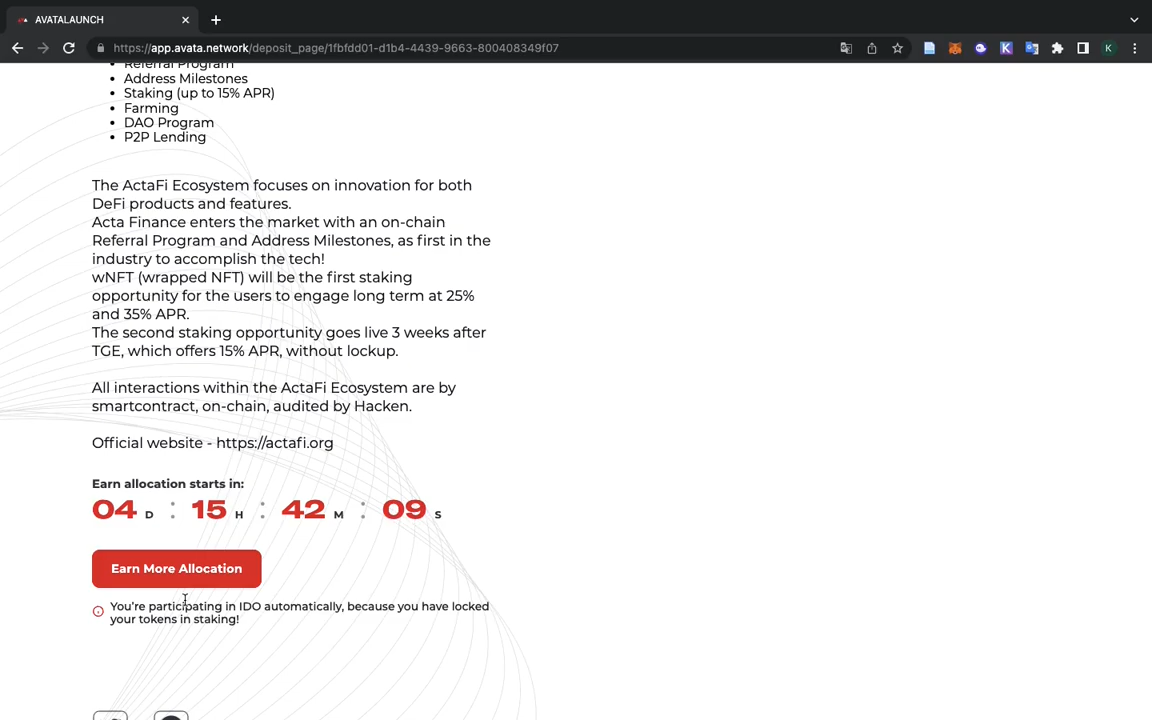 AVATALAUNCH
https://app.avata.network/deposit_page/1fbfdd01-d1b4-4439-9663-800408349f07
K
K
Referral Program
Address Milestones
Staking (up to 15% APR)
Farming
DAO Program
P2P Lending
The ActaFi Ecosystem focuses on innovation for both
DeFi products and features.
Acta Finance enters the market with an on-chain
Referral Program and Address Milestones, as first in the
industry to accomplish the tech!
wNFT (wrapped NFT) will be the first staking
opportunity for the users to engage long term at 25%
and 35% APR.
The second staking opportunity goes live 3 weeks after
TGE, which offers 15% APR, without lockup.
All interactions within the ActaFi Ecosystem are by
smartcontract, on-chain, audited by Hacken.
Official website - https://actafi.org
Earn allocation starts in:
04 D : 15 H : 42 M : 09 S
Earn More Allocation
You're participating in IDO automatically, because you have locked
your tokens in staking!